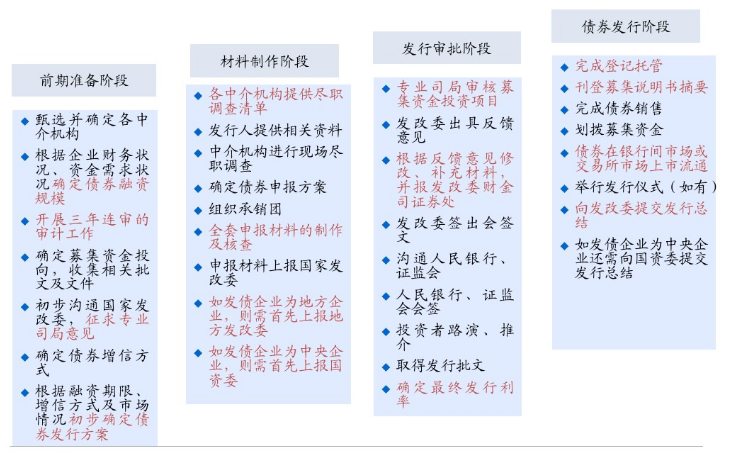 前期准备阶段
甄选并确定各中
介机构
根据企业财务状
况、资金需求状
况确定债券融资
规模
开展三年连审的
审计工作
确定募集资金投
向，收集相关批
文及文件
初步沟通国家发
改委，征求专业
司局意见
确定债券增信方
式
根据融资期限、
增信方式及市场
情况初步确定债
券发行方案
材料制作阶段
各中介机构提供尽职
调查清单
发行人提供相关资料
中介机构进行现场尽
职调查
确定债券申报方案
组织承销团
全套申报材料的制作
及核查
申报材料上报国家发
改委
如发债企业为地方企
业，则需首先上报地
方发改委
如发债企业为中央企
业，则需首先上报国
资委
发行审批阶段
专业司局审核募
集资金投资项目
发改委出具反馈
意见
根据反馈意见修
改、补充材料，
并报发改委财金
司证券处
发改委签出会签
文
沟通人民银行、
证监会
人民银行、证监
会会签
投资者路演、推
介
取得发行批文
确定最终发行利
率
债券发行阶段
完成登记托管
刊登募集说明书摘要
完成债券销售
划拨募集资金
债券在银行间市场或
交易所市场上市流通
举行发行仪式（如有）
向发改委提交发行总
结
如发债企业为中央企
业还需向国资委提交
发行总结